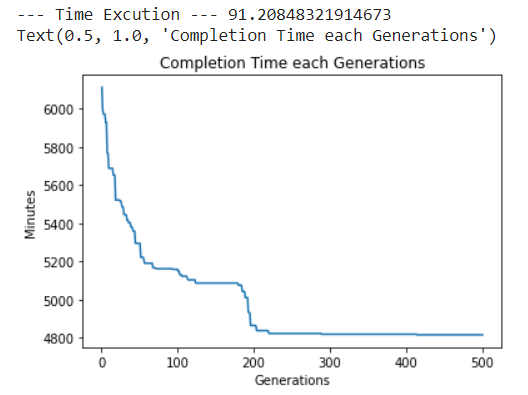 --- Time Excution --- 91.20848321914673
Text(0.5, 1.0, 'Completion Time each Generations')
Completion Time each Generations
6000
5800
5600
5400
5200
5000
4800
Minutes
0 100 200 300 400 500
Generations